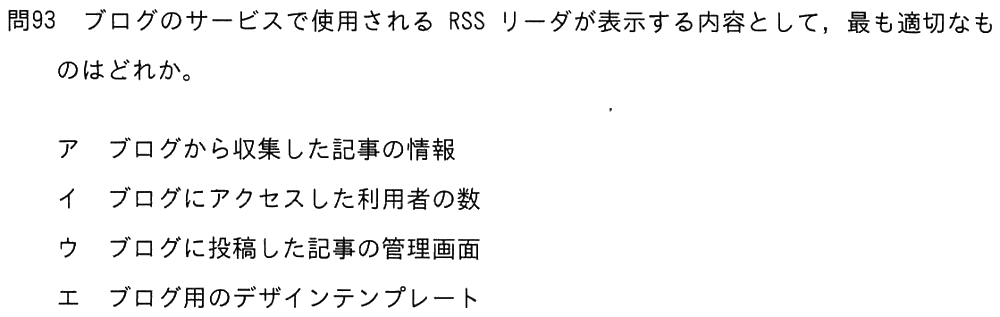 問93 ブログのサービスで使用される RSS リーダが表示する内容として，最も適切なも
のはどれか。
ア ブログから収集した記事の情報
イ ブログにアクセスした利用者の数
ウ ブログに投稿した記事の管理画面
エ ブログ用のデザインテンプレート